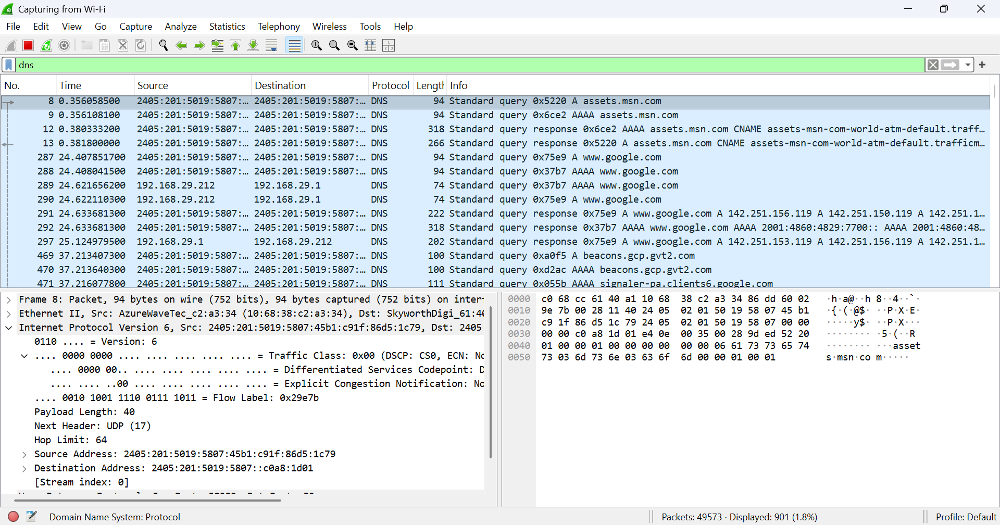 Capturing from Wi-Fi
File Edit View Go Capture Analyze Statistics Telephony Wireless Tools Help
dns
No. Time Source Destination Protocol Length Info
8 0.356058500 2405:201:5019:5807:… 2405:201:5019:5807:… DNS 94 Standard query 0x5220 A assets.msn.com
9 0.356108100 2405:201:5019:5807:… 2405:201:5019:5807:… DNS 94 Standard query 0x6ce2 AAAA assets.msn.com
12 0.380333200 2405:201:5019:5807:… 2405:201:5019:5807:… DNS 318 Standard query response 0x6ce2 AAAA assets.msn.com CNAME assets-msn-com-world-atm-default.traff…
13 0.381800000 2405:201:5019:5807:… 2405:201:5019:5807:… DNS 266 Standard query response 0x5220 A assets.msn.com CNAME assets-msn-com-world-atm-default.trafficm…
287 24.407851700 2405:201:5019:5807:… 2405:201:5019:5807:… DNS 94 Standard query 0x75e9 A www.google.com
288 24.408041500 2405:201:5019:5807:… 2405:201:5019:5807:… DNS 94 Standard query 0x37b7 AAAA www.google.com
289 24.621656200 192.168.29.212 192.168.29.1 DNS 74 Standard query 0x37b7 AAAA www.google.com
290 24.622110300 192.168.29.212 192.168.29.1 DNS 74 Standard query 0x75e9 A www.google.com
291 24.633681300 2405:201:5019:5807:… 2405:201:5019:5807:… DNS 222 Standard query response 0x75e9 A www.google.com A 142.251.156.119 A 142.251.150.119 A 142.251.1…
292 24.633681300 2405:201:5019:5807:… 2405:201:5019:5807:… DNS 318 Standard query response 0x37b7 AAAA www.google.com AAAA 2001:4860:4829:7700:: AAAA 2001:4860:48…
297 25.124979500 192.168.29.1 192.168.29.212 DNS 202 Standard query response 0x75e9 A www.google.com A 142.251.153.119 A 142.251.156.119 A 142.251.1…
469 37.213407300 2405:201:5019:5807:… 2405:201:5019:5807:… DNS 100 Standard query 0xa0f5 A beacons.gcp.gvt2.com
470 37.213640300 2405:201:5019:5807:… 2405:201:5019:5807:… DNS 100 Standard query 0xd2ac AAAA beacons.gcp.gvt2.com
471 37.216077800 2405:201:5019:5807:… 2405:201:5019:5807:… DNS 111 Standard query 0x055b AAAA signaler-pa.clients6.google.com
Frame 8: Packet, 94 bytes on wire (752 bits), 94 bytes captured (752 bits) on inter
Ethernet II, Src: AzureWaveTec_c2:a3:34 (10:68:38:c2:a3:34), Dst: SkyworthDigi_61:4
Internet Protocol Version 6, Src: 2405:201:5019:5807:45b1:c91f:86d5:1c79, Dst: 2405
0110 .... = Version: 6
.... 0000 0000 .... .... .... .... .... = Traffic Class: 0x00 (DSCP: CS0, ECN: No
.... 0000 00.. .... .... .... .... .... = Differentiated Services Codepoint: D
.... .... ..00 .... .... .... .... .... = Explicit Congestion Notification: No
.... 0010 1001 1110 0111 1011 = Flow Label: 0x29e7b
Payload Length: 40
Next Header: UDP (17)
Hop Limit: 64
Source Address: 2405:201:5019:5807:45b1:c91f:86d5:1c79
Destination Address: 2405:201:5019:5807::c0a8:1d01
[Stream index: 0]
0000 c0 68 cc 61 40 a1 10 68 38 c2 a3 34 86 dd 60 02 ·h·a@··h 8··4··`·
0010 9e 7b 00 28 11 40 24 05 02 01 50 19 58 07 45 b1 ·{·(·@$· ··P·X·E·
0020 c9 1f 86 d5 1c 79 24 05 02 01 50 19 58 07 00 00 ·····y$· ··P·X···
0030 00 00 c0 a8 1d 01 e4 0e 00 35 00 28 9d ed 52 20 ········ ·5·(··R
0040 01 00 00 01 00 00 00 00 00 00 06 61 73 73 65 74 ········ ···asset
0050 73 03 6d 73 6e 03 63 6f 6d 00 00 01 00 01 s·msn·co m·····
Domain Name System: Protocol
Packets: 49573 · Displayed: 901 (1.8%)
Profile: Default